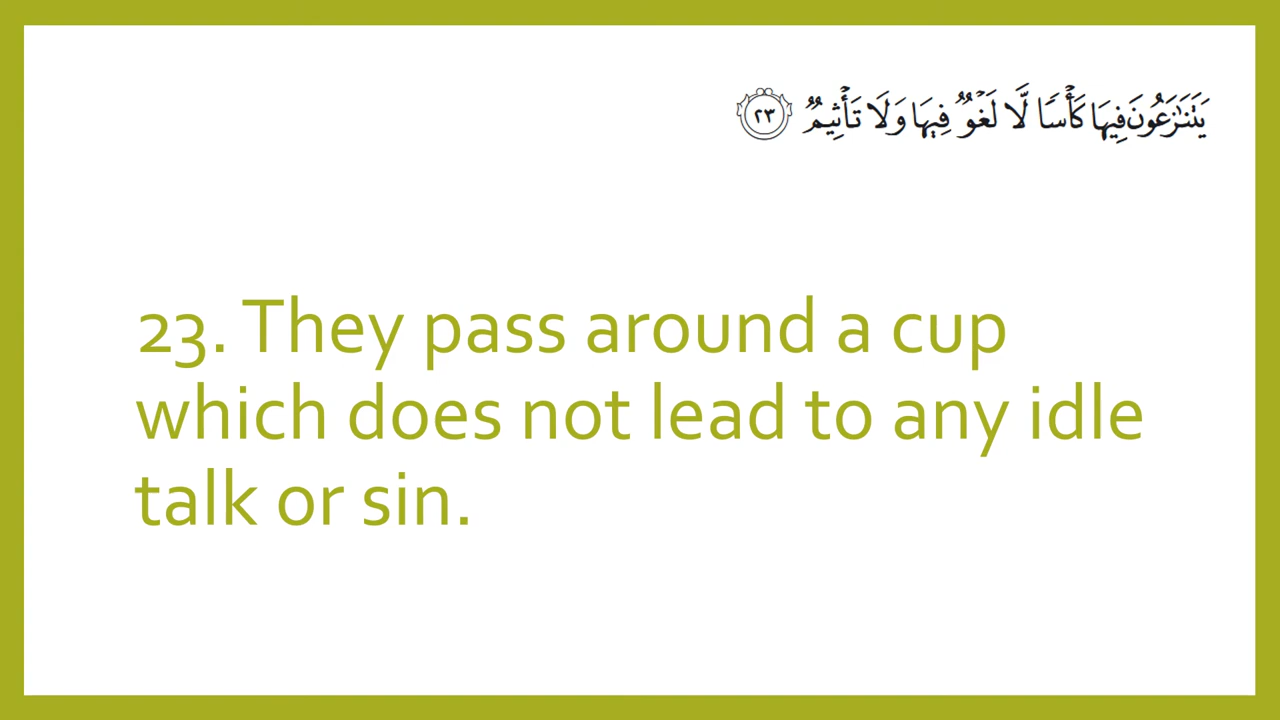 يَتَنَـٰزَعُونَ فِيهَا كَأْسًا لَّا لَغْوٌ فِيهَا وَلَا تَأْثِيمٌ ٢٣
23. They pass around a cup
which does not lead to any idle
talk or sin.